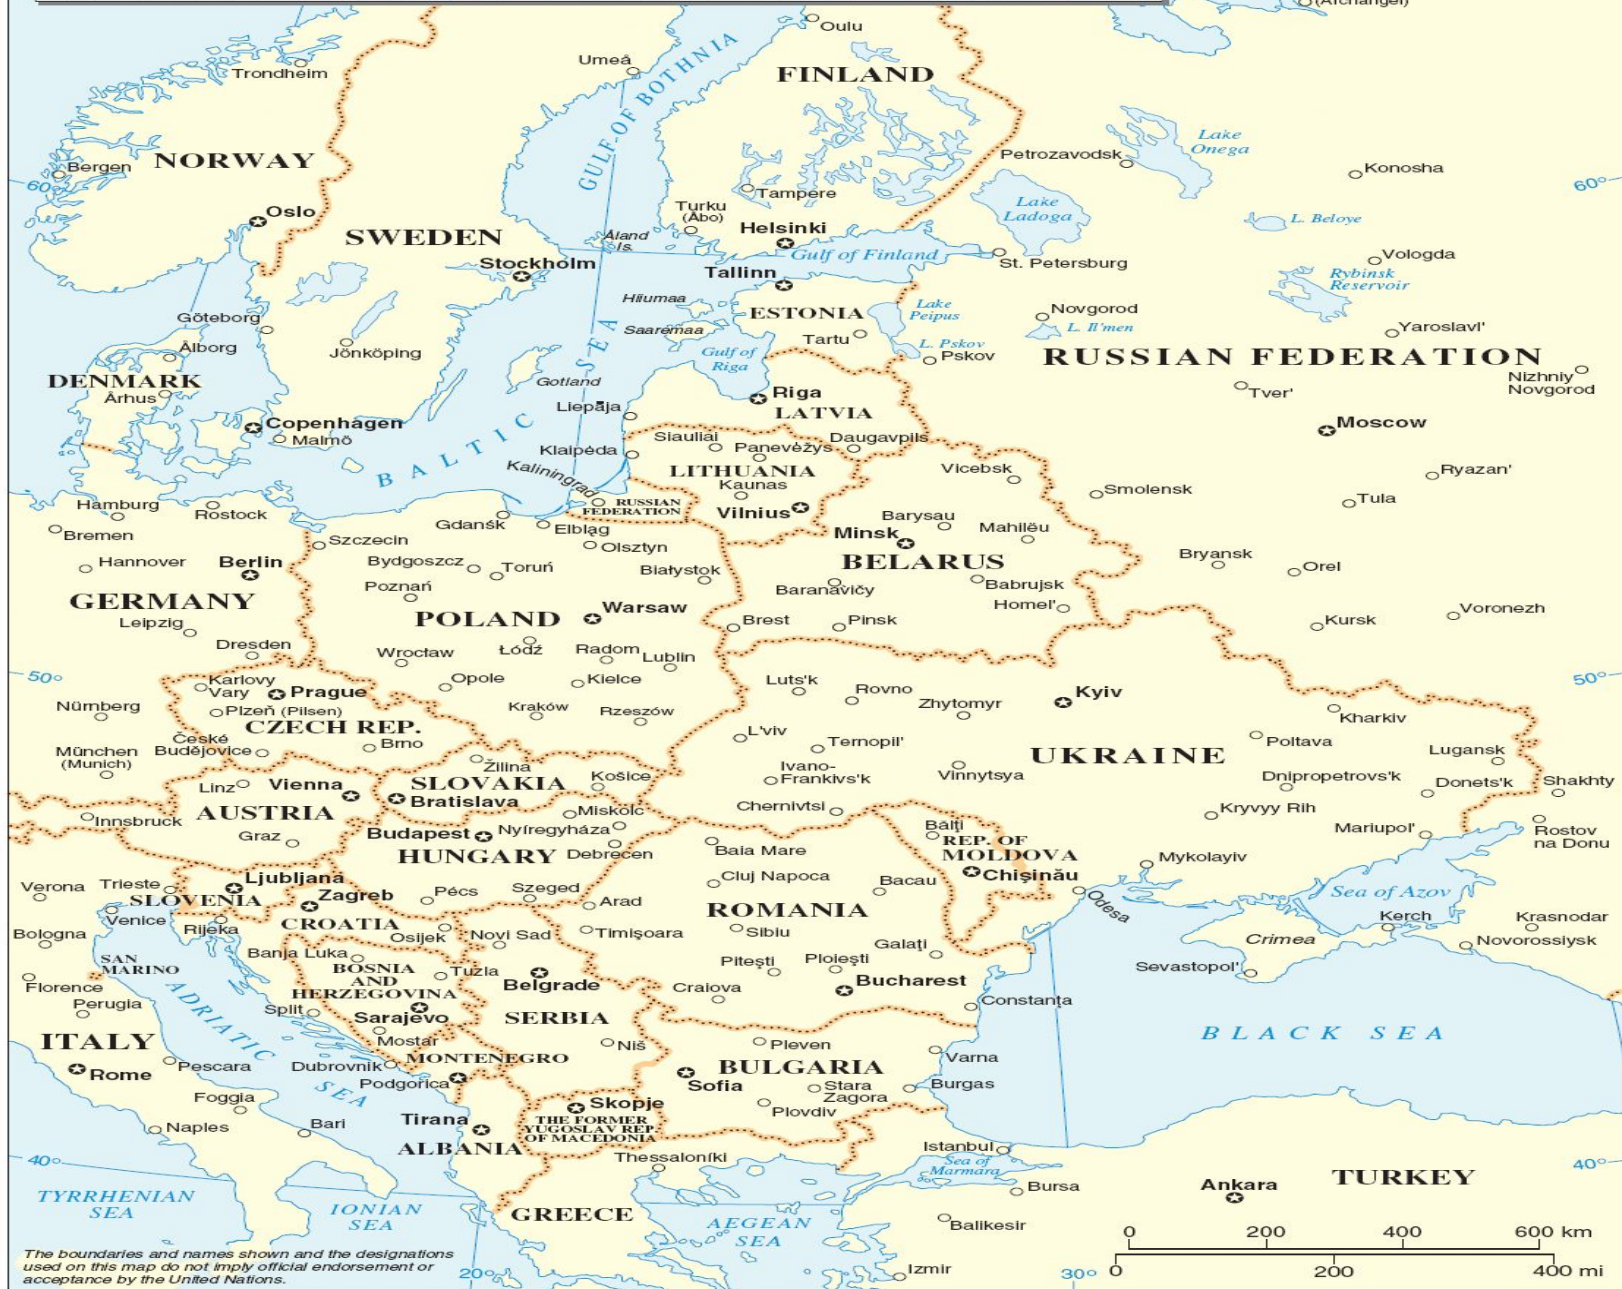 (Archangel)
Oulu
Umeå
Trondheim
FINLAND
GULF OF BOTHNIA
Lake
Onega
Petrozavodsk
NORWAY
Bergen
Konosha
60°
60°
Tampere
Turku
(Åbo)
Lake
Ladoga
L. Beloye
Oslo
Helsinki
SWEDEN
Åland
Is.
Gulf of Finland
Vologda
Stockholm
St. Petersburg
Tallinn
Rybinsk
Reservoir
Hiiumaa
Lake
Peipus
Novgorod
ESTONIA
Göteborg
Saaremaa
L. Il'men
Yaroslavl'
Tartu
L. Pskov
Pskov
Ålborg
Jönköping
Gulf of
Riga
RUSSIAN FEDERATION
Nizhniy
Novgorod
DENMARK
Århus
Gotland
Riga
Tver'
Liepāja
LATVIA
Copenhagen
Malmö
Moscow
BALTIC SEA
Siauliai
Daugavpils
Klaipėda
Panevėžys
Kaliningrad
LITHUANIA
Kaunas
Vicebsk
Ryazan'
Smolensk
Tula
RUSSIAN
FEDERATION
Vilnius
Hamburg
Rostock
Gdańsk
Elbląg
Barysau
Mahilëu
Minsk
Bremen
Szczecin
Olsztyn
Hannover
Berlin
Bydgoszcz
Toruń
Białystok
BELARUS
Bryansk
Orel
Poznań
Baranavičy
Babrujsk
GERMANY
POLAND
Warsaw
Homel'
Voronezh
Leipzig
Brest
Pinsk
Kursk
Dresden
Wrocław
Łódź
Radom
Lublin
50°
50°
Karlovy
Vary
Prague
Opole
Kielce
Luts'k
Rovno
Kyiv
Nürnberg
Plzeň (Pilsen)
Kraków
Rzeszów
Zhytomyr
Kharkiv
CZECH REP.
České
Budějovice
Brno
L'viv
Ternopil'
Poltava
Lugansk
München
(Munich)
UKRAINE
Žilina
Košice
Ivano-
Frankivs'k
Vinnytsya
Dnipropetrovs'k
Donets'k
Shakhty
Linz
Vienna
SLOVAKIA
Bratislava
Chernivtsi
Kryvyy Rih
Innsbruck
AUSTRIA
Miskolc
Mariupol'
Rostov
na Donu
Graz
Budapest
Nyíregyháza
Bălţi
REP. OF
MOLDOVA
HUNGARY
Debrecen
Baia Mare
Mykolayiv
Chişinău
Cluj Napoca
Bacau
Ljubljana
Verona
Trieste
Zagreb
Pécs
Szeged
Odesa
Sea of Azov
SLOVENIA
Arad
ROMANIA
Venice
Rijeka
CROATIA
Kerch
Krasnodar
Bologna
Osijek
Novi Sad
Timişoara
Sibiu
Galaţi
Crimea
Novorossiysk
Banja Luka
SAN
MARINO
BOSNIA
AND
HERZEGOVINA
Tuzla
Belgrade
Piteşti
Ploieşti
Bucharest
Sevastopol'
Florence
Perugia
Craiova
Constanţa
Split
Sarajevo
SERBIA
ADRIATIC SEA
ITALY
Mostar
Niš
Pleven
BLACK SEA
Rome
Pescara
Dubrovnik
MONTENEGRO
Varna
BULGARIA
Podgorica
Sofia
Stara
Zagora
Burgas
Foggia
Skopje
Plovdiv
Naples
Bari
Tirana
THE FORMER
YUGOSLAV REP.
OF MACEDONIA
ALBANIA
Istanbul
40°
40°
Thessaloníki
Sea of
Marmara
TURKEY
Bursa
Ankara
TYRRHENIAN
SEA
IONIAN
SEA
GREECE
AEGEAN
SEA
Balikesir
0 200 400 600 km
0 200 400 mi
The boundaries and names shown and the designations
used on this map do not imply official endorsement or
acceptance by the United Nations.
20°
30°
Izmir